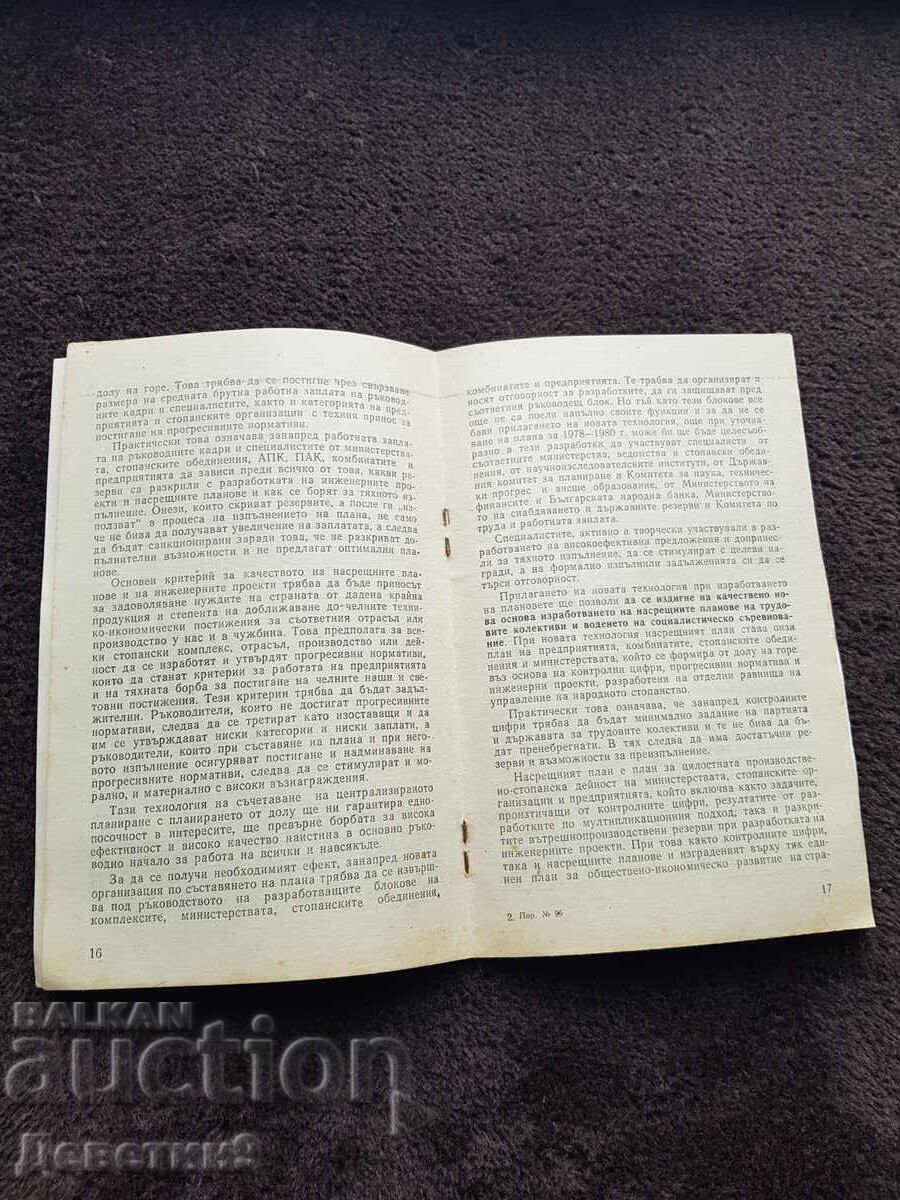 долу на горе. Това трябва да се постигне чрез свързване
размера на средната брутна работна заплата на ръковод-
ните кадри и специалистите, както и категорията на пред-
приятията и стопанските организации с техния принос за
постигане на прогресивните нормативи.
Практически това означава занапред работната запла-
та на ръководните кадри и специалистите от министерства-
та, стопанските обединения, АПК, ПАК, комбинатите и
предприятията да зависи преди всичко от това, какви ре-
зерви са разкрили с разработката на инженерните прое-
кти и насрещните планове и как се борят за тяхното из-
пълнение. Онези, които скриват резервите, а после ги „из-
ползват" в процеса на изпълнението на плана, не само
че не бива да получават увеличение на заплатата, а следва
да бъдат санкционирани заради това, че не разкриват до-
пълнителни възможности и не предлагат оптимални пла-
нове.
Основен критерий за качеството на насрещните пла-
нове и на инженерните проекти трябва да бъде приносът
за задоволяване нуждите на страната от дадена крайна
продукция и степента на доближаване до-челните техни-
ко-икономически постижения за съответния отрасъл или
производство у нас и в чужбина. Това предполага за все-
ки стопански комплекс, отрасъл, производство или дей-
ност да се изработят и утвърдят прогресивни нормативи,
които да станат критерии за работата на предприятията
и на тяхната борба за постигане на челните наши и све-
товни постижения. Тези критерии трябва да бъдат задъл-
жителни. Ръководители, които не достигат прогресивните
нормативи, следва да се третират като изоставащи и да
им се утвърждават ниски категории и ниски заплати, а
ръководители, които при съставяне на плана и при него-
вото изпълнение осигуряват постигане и надминаване на
прогресивните нормативи, следва да се стимулират и мо-
рално, и материално с високи възнаграждения.
Тази технология на съчетаване на централизираното
планиране с планирането от долу ще ни гарантира едно-
посочност в интересите, ще превърне борбата за висока
ефективност и високо качество наистина в основно ръко-
водно начало за работа на всички и навсякъде.
За да се получи необходимият ефект, занапред новата
организация по съставянето на плана трябва да се извърш-
ва под ръководството на разработващите блокове на
комплексите, министерствата, стопанските обединения,
16
комбинатите и предприятията. Те трябва да организират и
носят отговорност за разработките, да ги защищават пред
съответния ръководещ блок. Но тъй като тези блокове все
още не са поели напълно своите функции и за да не се
бави прилагането на новата технология, още при уточня-
ване на плана за 1978—1980 г. може би ще бъде целесъоб-
разно в тези разработки да участвуват специалисти от
съответните министерства, ведомства и стопански обеди-
нения, от научноизследователските институти, от Държав-
ния комитет за планиране и Комитета за наука, техничес-
ки прогрес и висше образование, от Министерството на
финансите и Българската народна банка, Министерство-
то на снабдяването и държавните резерви и Комитета по
труда и работната заплата.
Специалистите, активно и творчески участвували в раз-
работването на високоефективни предложения и допринес-
ли за тяхното изпълнение, да се стимулират с целеви на-
гради, а на формално изпълнили задълженията си да се
търси отговорност.
Прилагането на новата технология при изработването
на плановете ще позволи да се издигне на качествено но-
ва основа изработването на насрещните планове на трудо-
вите колективи и воденето на социалистическо съревнова-
ние. При новата технология насрещният план става онзи
план на предприятията, комбинатите, стопанските обеди-
нения и министерствата, който се формира от долу на горе
въз основа на контролни цифри, прогресивни нормативи и
инженерни проекти, разработени на отделни равнища на
управление на народното стопанство.
Практически това означава, че занапред контролните
цифри трябва да бъдат минимално задание на партията
и държавата за трудовите колективи и те не бива да бъ-
дат пренебрегнати. В тях следва да има достатъчни ре-
зерви и възможности за преизпълнение.
Насрещният план е план за цялостната производстве-
но-стопанска дейност на министерствата, стопанските ор-
ганизации и предприятията, който включва както задачите,
произтичащи от контролните цифри, резултатите от раз-
работките по мултипликационния подход; така и разкри-
тите вътрешнопроизводствени резерви при разработката на
инженерните проекти. При това както контролните цифри,
така и насрещните планове и изграденият върху тях еди-
нен план за обществено-икономическо развитие на стра-
2. Пор. № 96
17
BALKAN
auction
Деветки9